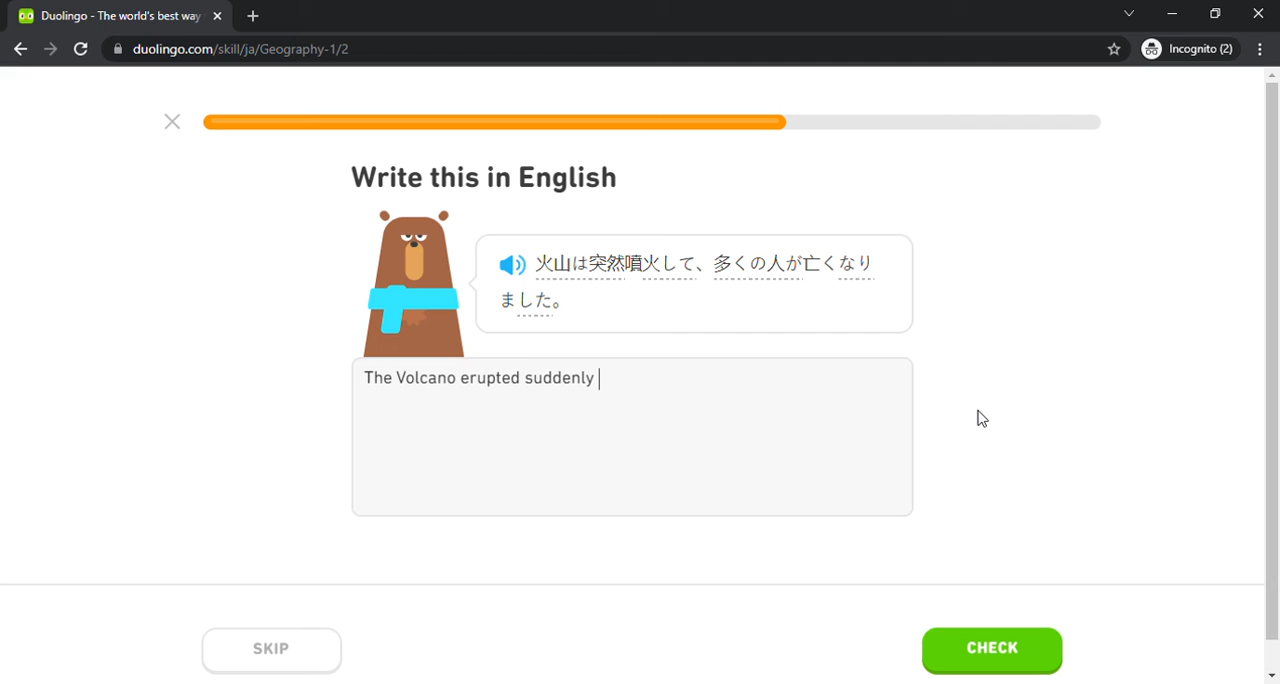 Duolingo - The world's best way
duolingo.com/skill/ja/Geography-1/2
Incognito (2)
Write this in English
火山は突然噴火して、多くの人が亡くなり
ました。
The Volcano erupted suddenly
SKIP
CHECK